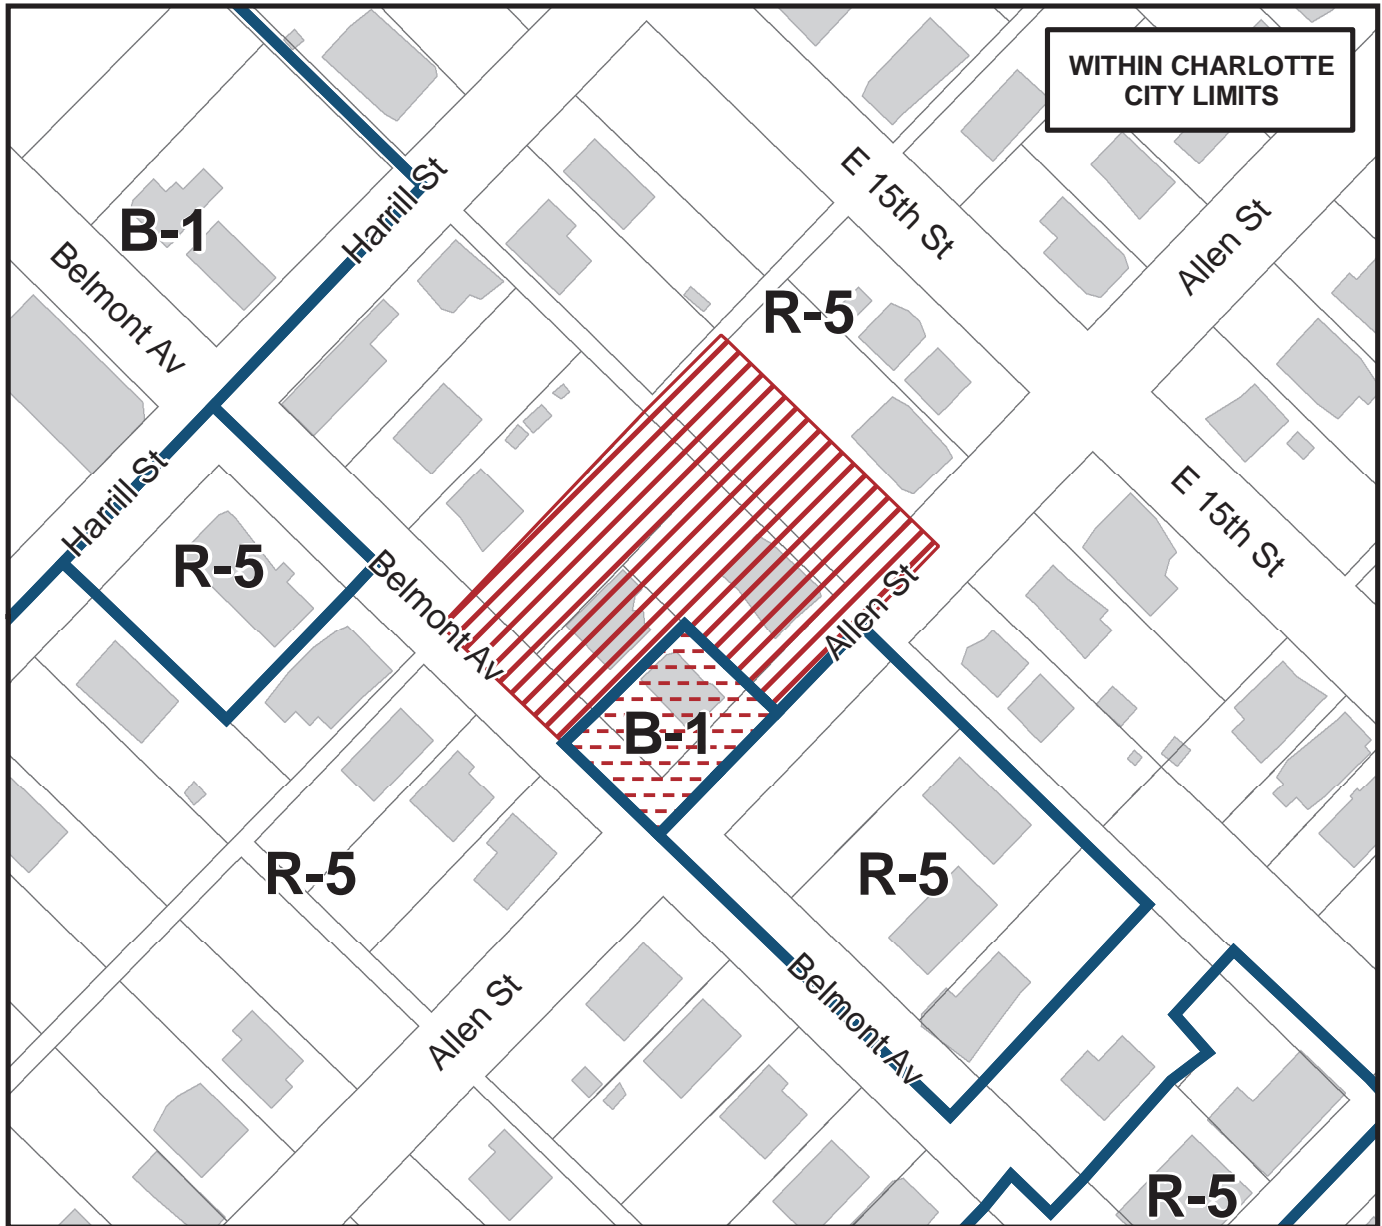 WITHIN CHARLOTTE
CITY LIMITS
E 15th St
Harrill St
Allen St
B-1
Belmont Av
R-5
Harrill St
E 15th St
R-5
Belmont Av
Allen St
B-1
R-5
R-5
Belmont Av
Allen St
R-5